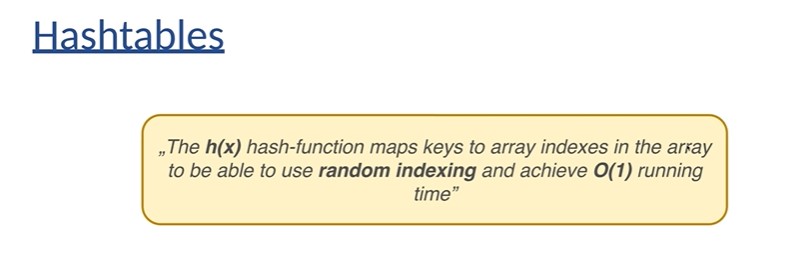 Hashtables
„The h(x) hash-function maps keys to array indexes in the array
to be able to use random indexing and achieve O(1) running
time”